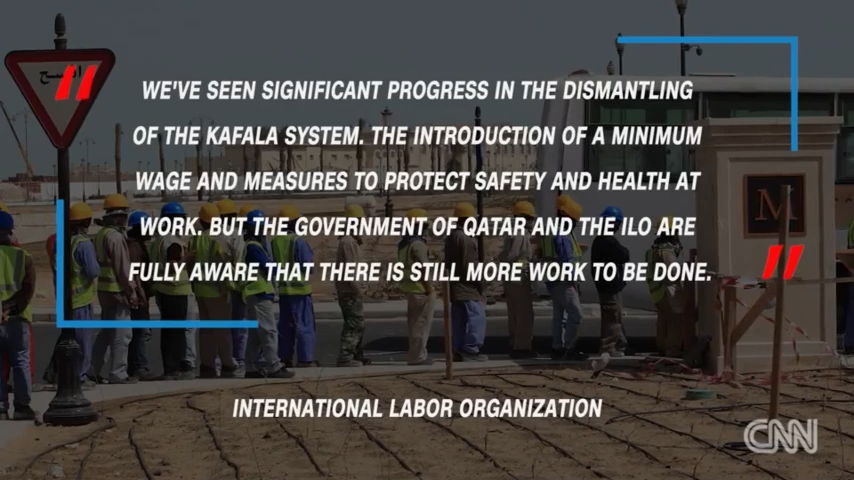 WE'VE SEEN SIGNIFICANT PROGRESS IN THE DISMANTLING
OF THE KAFALA SYSTEM. THE INTRODUCTION OF A MINIMUM
WAGE AND MEASURES TO PROTECT SAFETY AND HEALTH AT
WORK. BUT THE GOVERNMENT OF QATAR AND THE ILO ARE
FULLY AWARE THAT THERE IS STILL MORE WORK TO BE DONE.
M
INTERNATIONAL LABOR ORGANIZATION
CNN